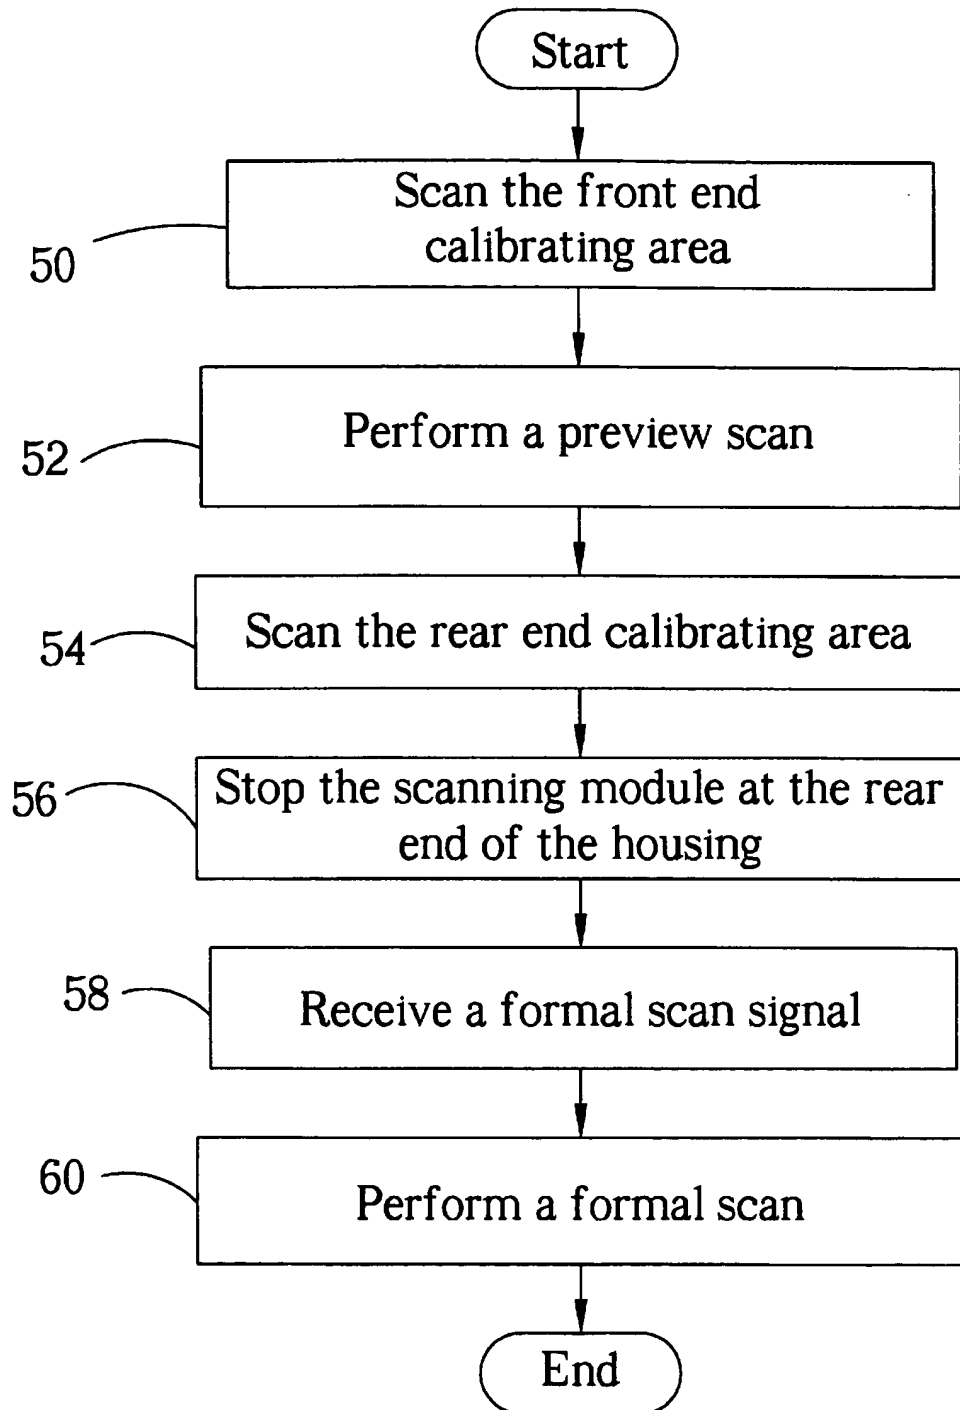 Start
Scan the front end
calibrating area
50
Perform a preview scan
52
Scan the rear end calibrating area
54
Stop the scanning module at the rear
end of the housing
56
Receive a formal scan signal
58
Perform a formal scan
60
End